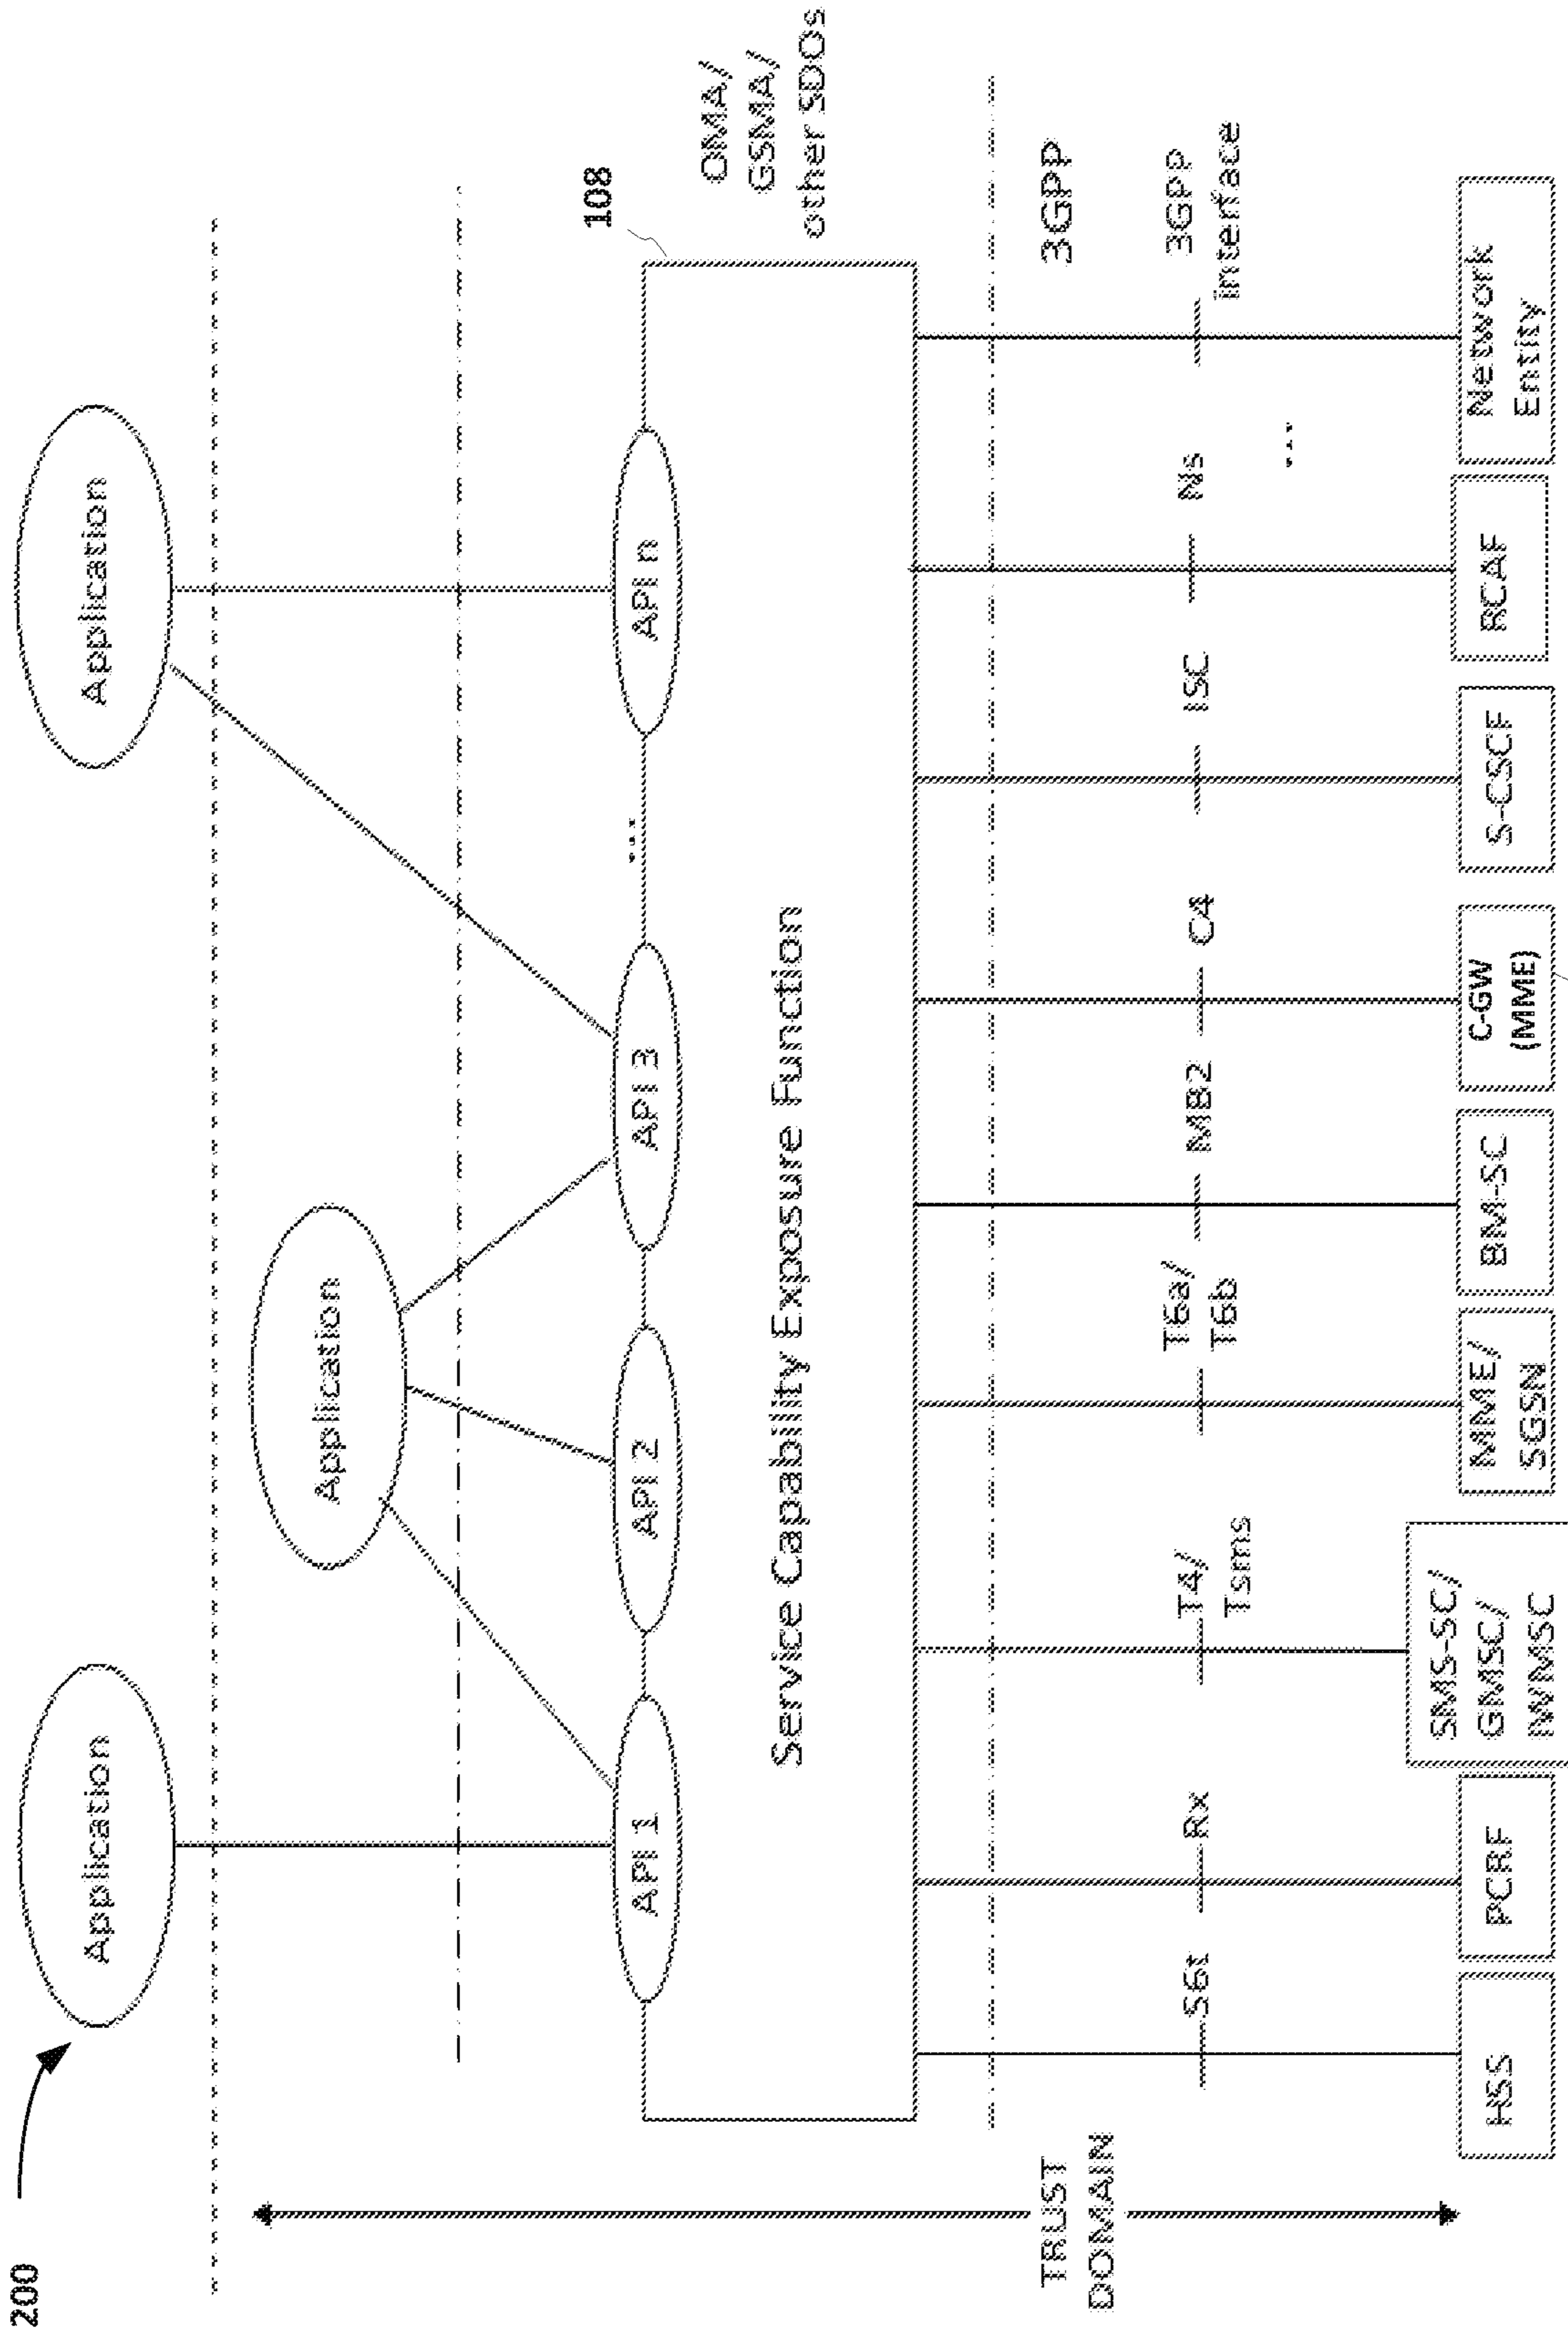 200
Application
Application
Application
108
OMA/
GSMA/
other SDOs
API 1
API 2
API 3
...
API n
Service Capability Exposure Function
TRUST
DOMAIN
3GPP
S6t
Rx
T4/
Tsms
T6a/
T6b
MB2
C4
ISC
Ns
3GPP
interface
...
HSS
PCRF
SMS-SC/
GMSC/
IWMSC
MME/
SGSN
BM-SC
C-GW
(MME)
S-CSCF
RCAF
Network
Entity